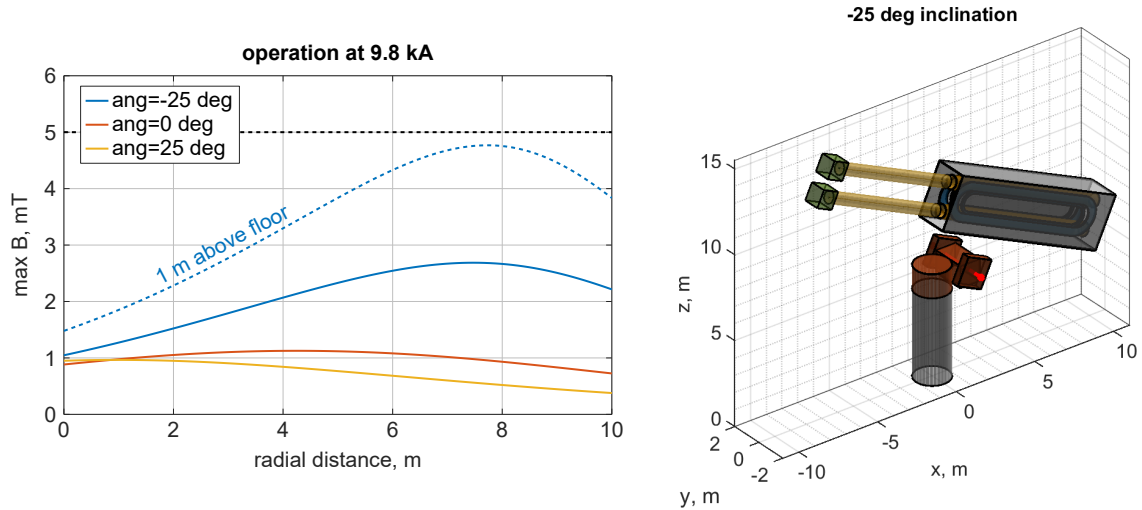 operation at 9.8 kA
6
5
4
3
2
1
0
max B, mT
ang=-25 deg
ang=0 deg
ang=25 deg
1 m above floor
0
2
4
6
8
10
radial distance, m
-25 deg inclination
15
10
5
0
z, m
2
0
-2
y, m
-10
-5
0
5
10
x, m